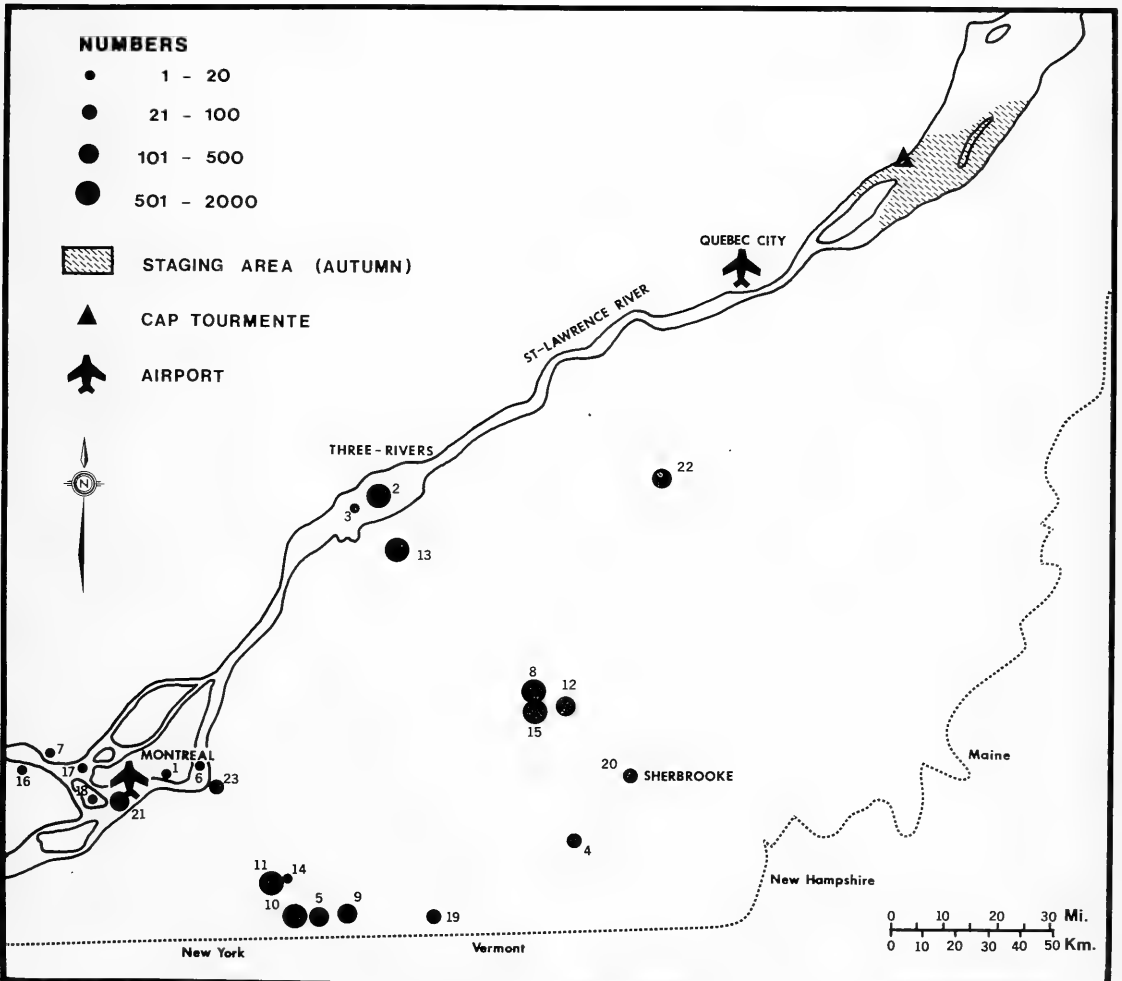 NUMBERS
1 - 20
21 - 100
101 - 500
501 - 2000
STAGING AREA (AUTUMN)
CAP TOURMENTE
AIRPORT
N
QUEBEC CITY
ST-LAWRENCE RIVER
THREE-RIVERS
2
3
13
22
8
12
15
7
MONTREAL
16
17
1
6
23
18
21
20
SHERBROOKE
Maine
4
11
14
10
5
9
19
New Hampshire
New York
Vermont
0 10 20 30 Mi.
0 10 20 30 40 50 Km.